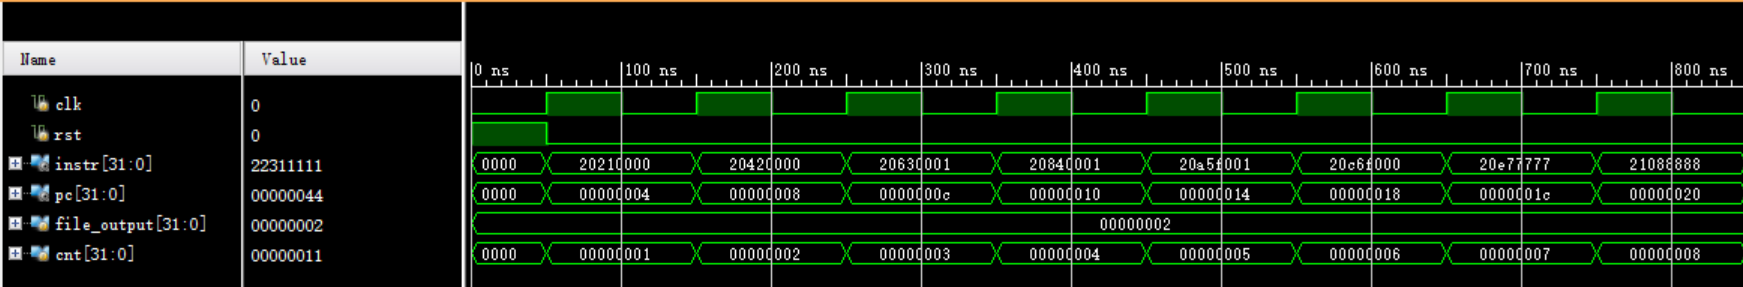 Name Value 0 ns 100 ns 200 ns 300 ns 400 ns 500 ns 600 ns 700 ns 800 ns
clk 0
rst 0
instr[31:0] 22311111 0000 20210000 20420000 20630001 20840001 20a5f001 20c6f000 20e77777 21088888
pc[31:0] 00000044 0000 00000004 00000008 0000000c 00000010 00000014 00000018 0000001c 00000020
file_output[31:0] 00000002 00000002
cnt[31:0] 00000011 0000 00000001 00000002 00000003 00000004 00000005 00000006 00000007 00000008